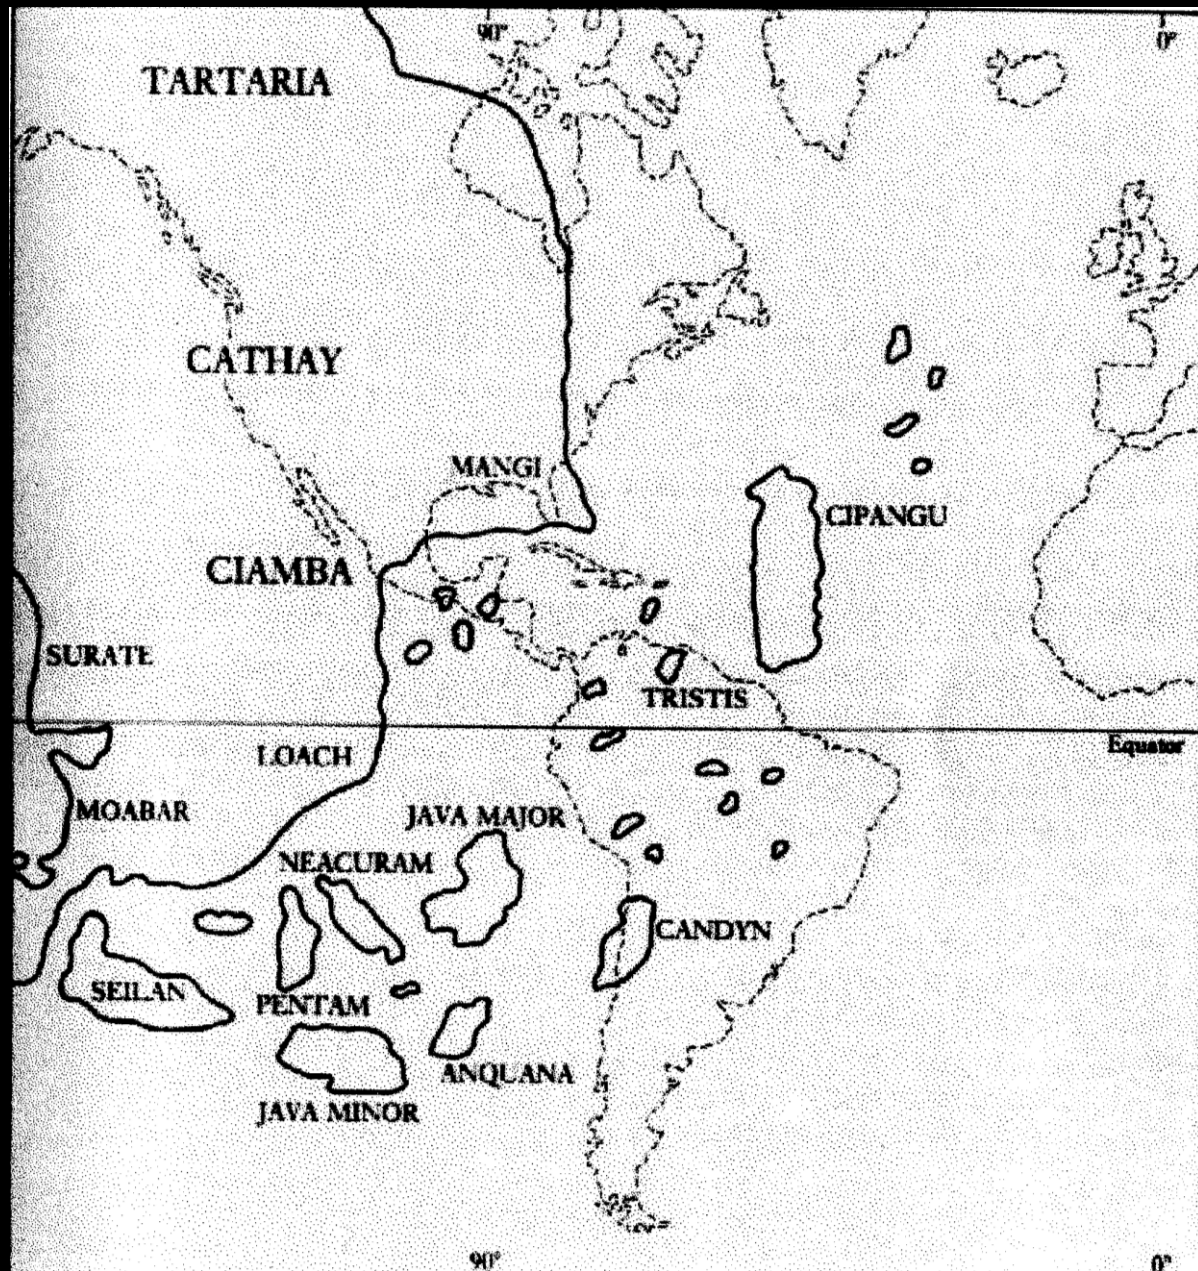 90°
0°
TARTARIA
CATHAY
MANGI
CIPANGU
CIAMBA
SURATE
TRISTIS
LOACH
Equator
MOABAR
JAVA MAJOR
NEACURAM
CANDYN
SEILAN
PENTAM
ANQUANA
JAVA MINOR
90°
0°